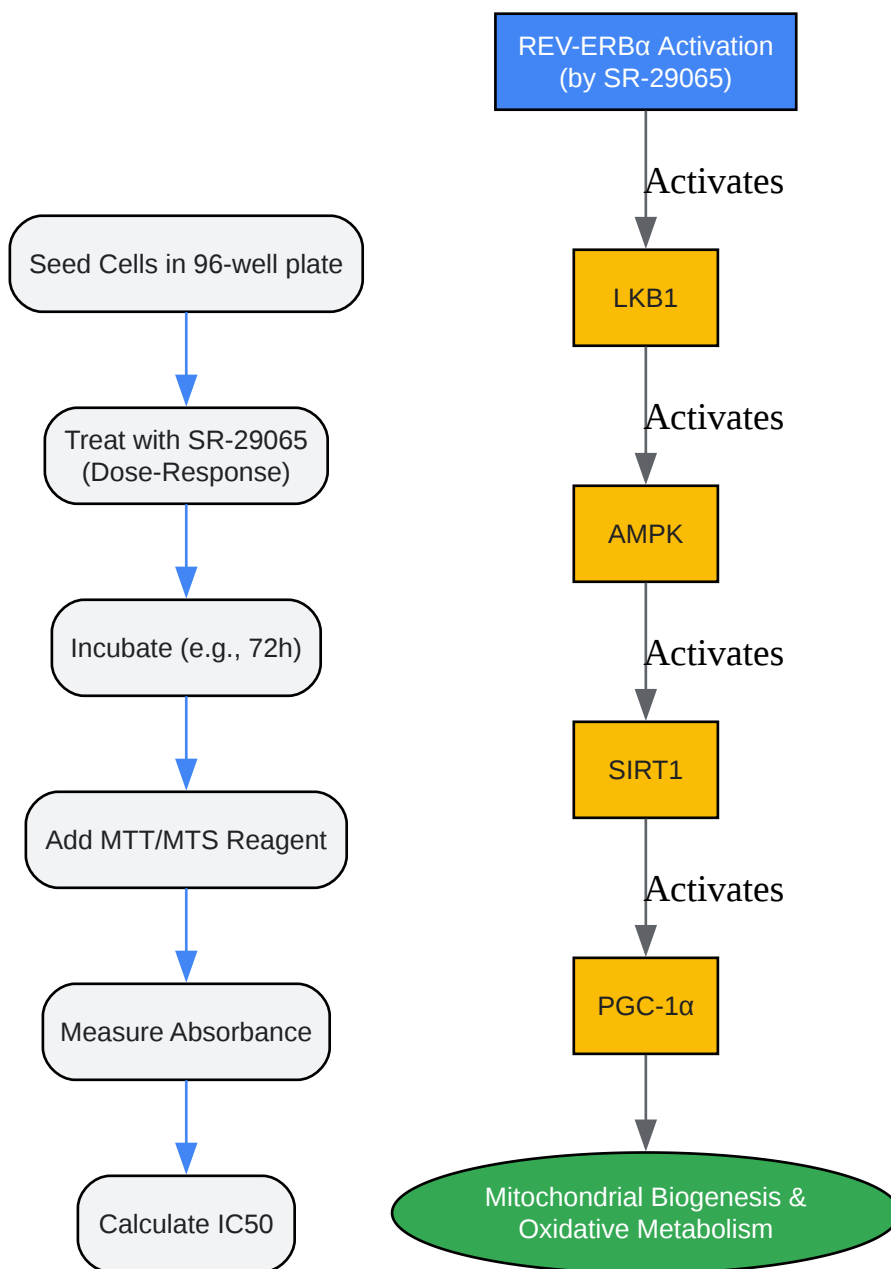 Seed Cells in 96-well plate
Treat with SR-29065
(Dose-Response)
Incubate (e.g., 72h)
Add MTT/MTS Reagent
Measure Absorbance
Calculate IC50
REV-ERBα Activation
(by SR-29065)
Activates
LKB1
Activates
AMPK
Activates
SIRT1
Activates
PGC-1α
Mitochondrial Biogenesis &
Oxidative Metabolism